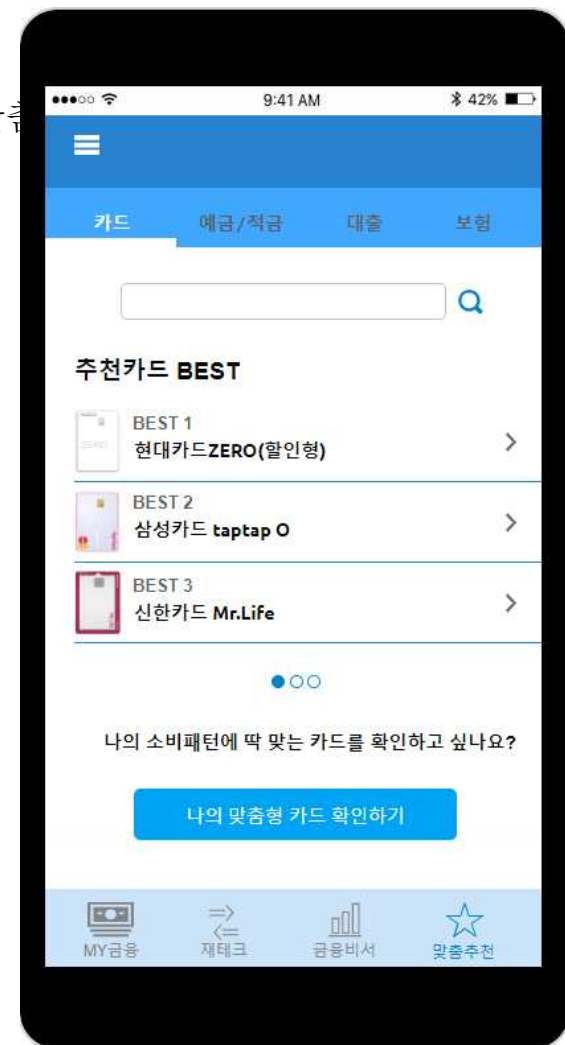 9:41 AM
42%
카드 예금/적금 대출 보험
추천카드 BEST
BEST 1
현대카드ZERO(할인형)
BEST 2
삼성카드 taptap O
BEST 3
신한카드 Mr.Life
나의 소비패턴에 딱 맞는 카드를 확인하고 싶나요?
나의 맞춤형 카드 확인하기
MY금융 재테크 금융비서 맞춤추천